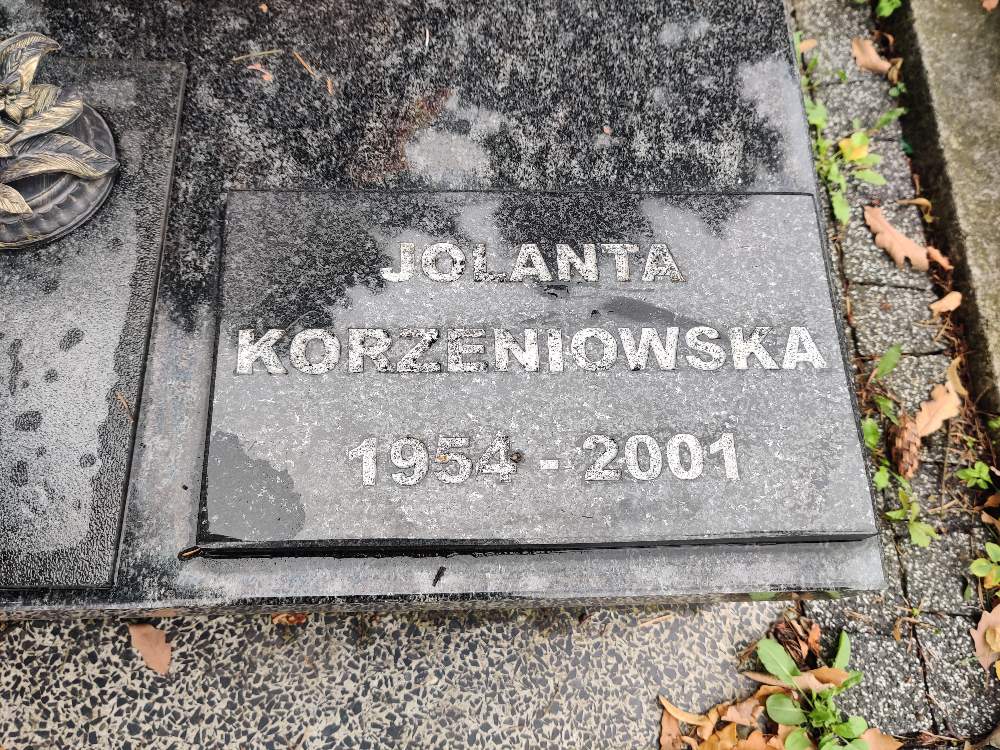 JOLANTA
KORZENIOWSKA
1954 - 2001